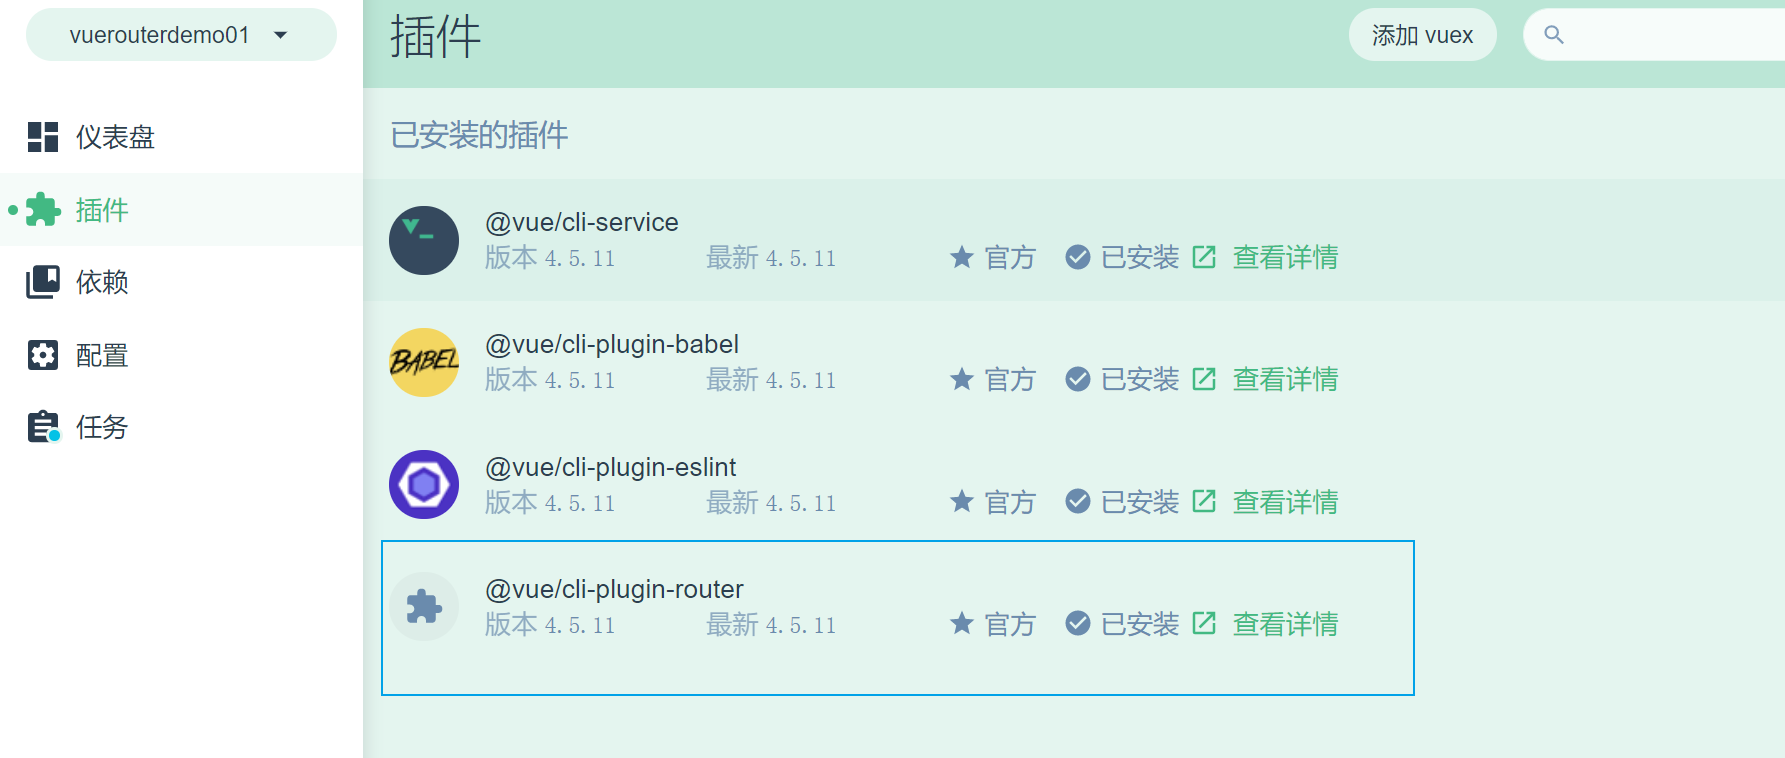 vuerouterdemo01
插件
添加 vuex
仪表盘
插件
依赖
配置
任务
已安装的插件
@vue/cli-service
版本 4.5.11 最新 4.5.11 官方 已安装 查看详情
BABEL
@vue/cli-plugin-babel
版本 4.5.11 最新 4.5.11 官方 已安装 查看详情
@vue/cli-plugin-eslint
版本 4.5.11 最新 4.5.11 官方 已安装 查看详情
@vue/cli-plugin-router
版本 4.5.11 最新 4.5.11 官方 已安装 查看详情